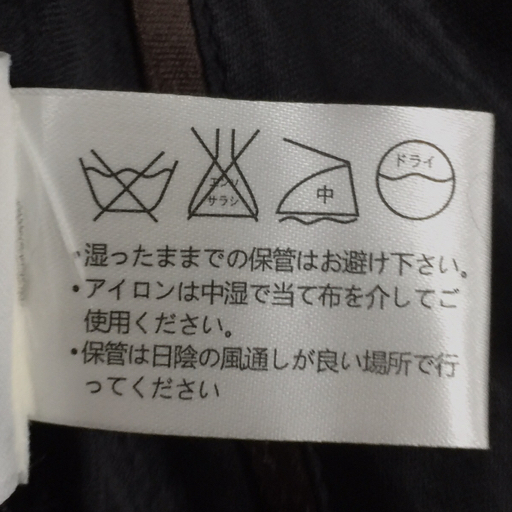 エンソ
サラシ
中
ドライ
・湿ったままでの保管はお避け下さい。
・アイロンは中湿で当て布を介してご
使用ください。
・保管は日陰の風通しが良い場所で行
ってください